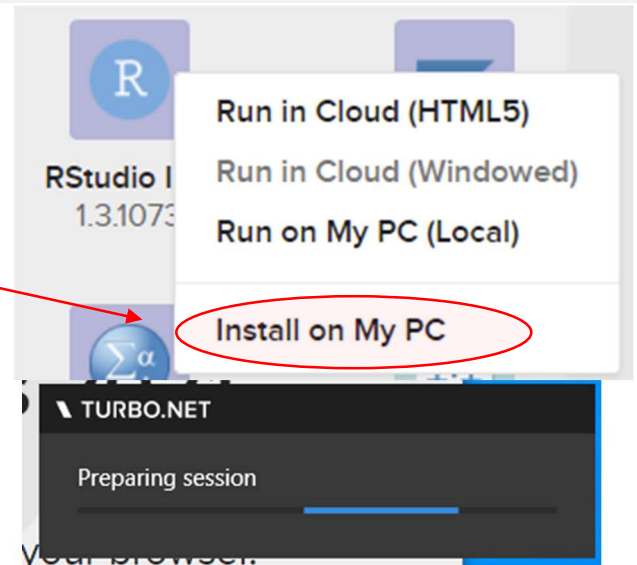 R
Run in Cloud (HTML5)
RStudio I
Run in Cloud (Windowed)
1.3.1073
Run on My PC (Local)
Install on My PC
Σα
TURBO.NET
Preparing session
your browser.